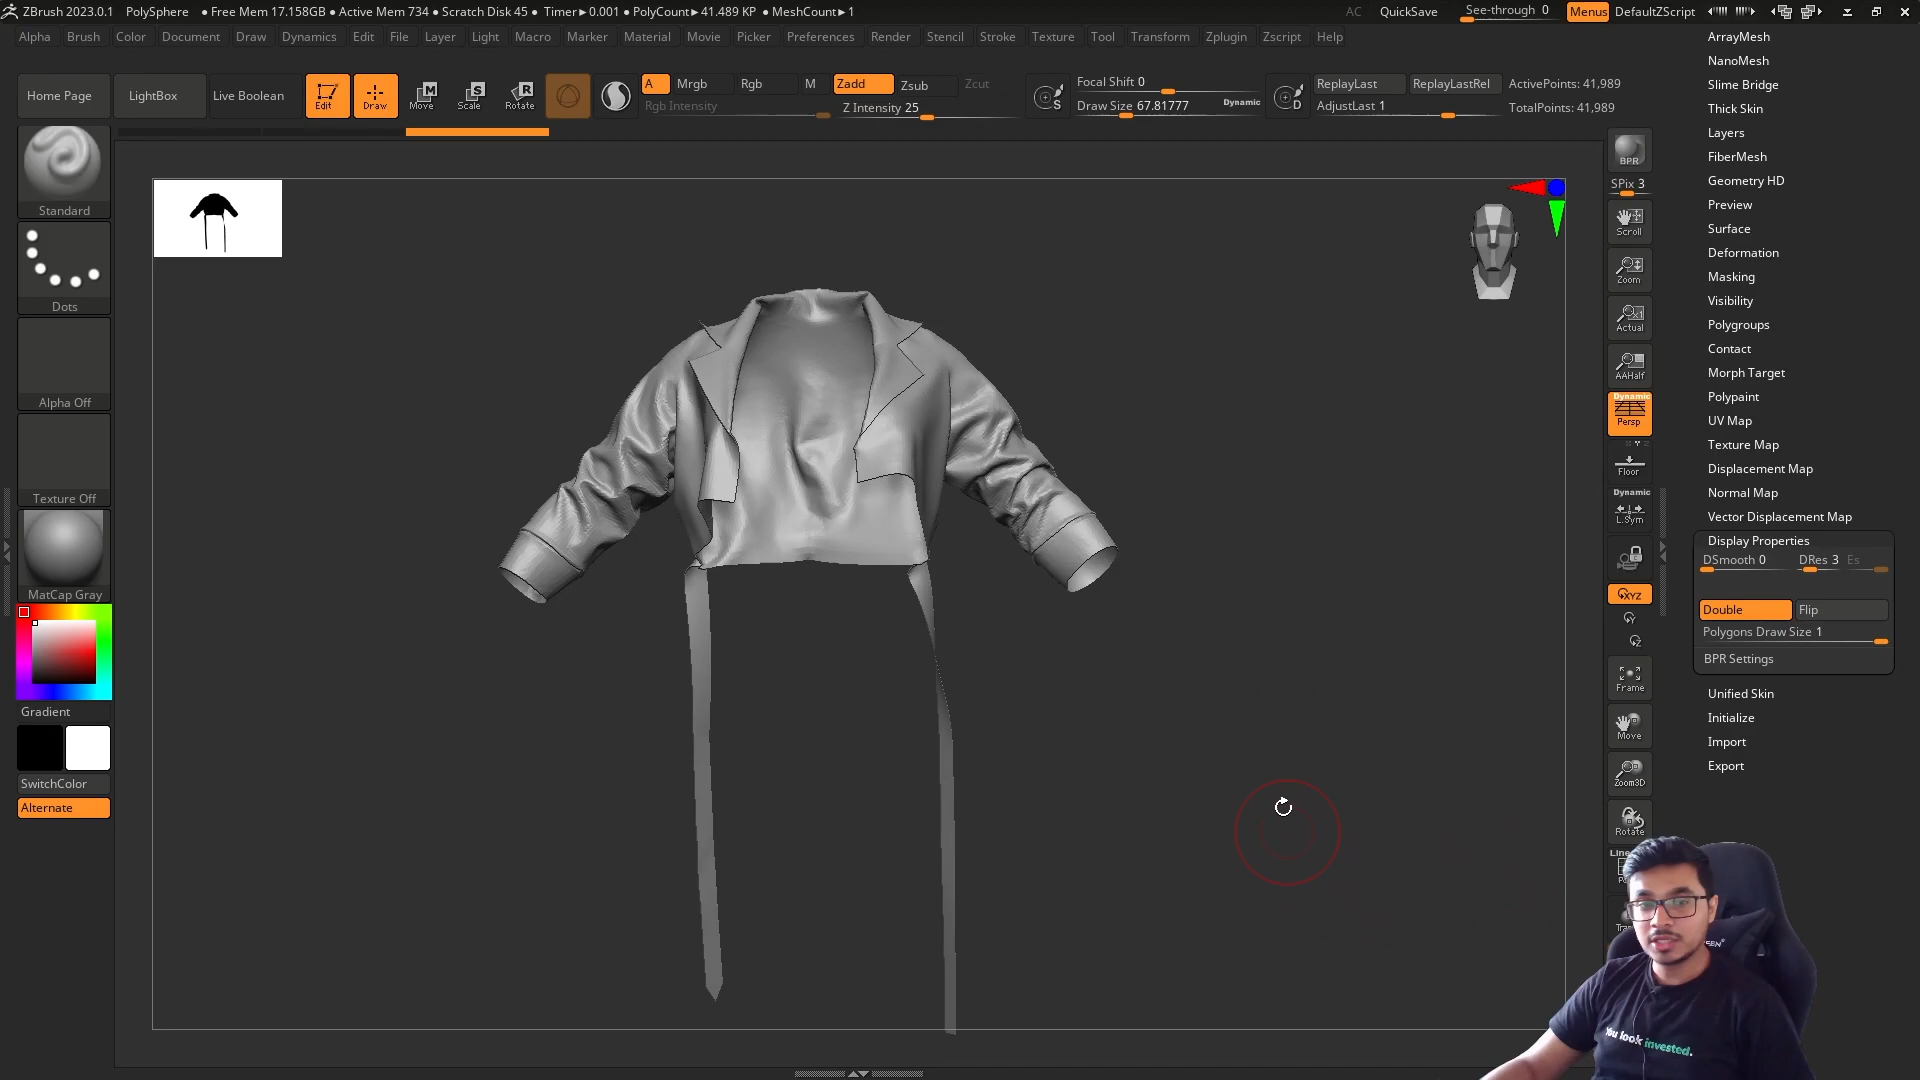 ZBrush 2023.0.1 PolySphere ● Free Mem 17.158GB ● Active Mem 734 ● Scratch Disk 45 ● Timer►0.001 ● PolyCount►41.489 KP ● MeshCount►1 AC QuickSave See-through 0 Menus DefaultZScript
Alpha Brush Color Document Draw Dynamics Edit File Layer Light Macro Marker Material Movie Picker Preferences Render Stencil Stroke Texture Tool Transform Zplugin Zscript Help
Home Page LightBox Live Boolean Edit Draw Move Scale Rotate
M S R
A Mrgb Rgb M Zadd Zsub Zcut
Rgb Intensity Z Intensity 25
S Focal Shift 0
Draw Size 67.81777 Dynamic
D ReplayLast ReplayLastRel ActivePoints: 41,989
AdjustLast 1 TotalPoints: 41,989
Standard
Dots
Alpha Off
Texture Off
MatCap Gray
Gradient
SwitchColor
Alternate
BPR
SPix 3
Scroll
Zoom
Actual
AAHalf
Dynamic
Persp
Floor
Dynamic
L.Sym
XYZ
Y
Z
Frame
Move
Zoom3D
Rotate
ArrayMesh
NanoMesh
Slime Bridge
Thick Skin
Layers
FiberMesh
Geometry HD
Preview
Surface
Deformation
Masking
Visibility
Polygroups
Contact
Morph Target
Polypaint
UV Map
Texture Map
Displacement Map
Normal Map
Vector Displacement Map
Display Properties
DSmooth 0 DRes 3 Es
Double Flip
Polygons Draw Size 1
BPR Settings
Unified Skin
Initialize
Import
Export
You look invested.